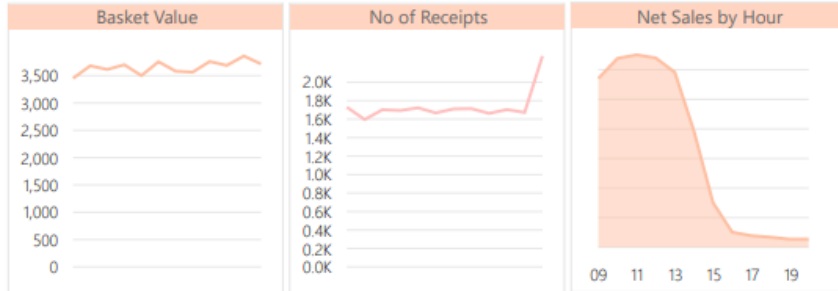 Basket Value
3,500
3,000
2,500
2,000
1,500
1,000
500
0
No of Receipts
2.0K
1.8K
1.6K
1.4K
1.2K
1.0K
0.8K
0.6K
0.4K
0.2K
0.0K
Net Sales by Hour
09 11 13 15 17 19